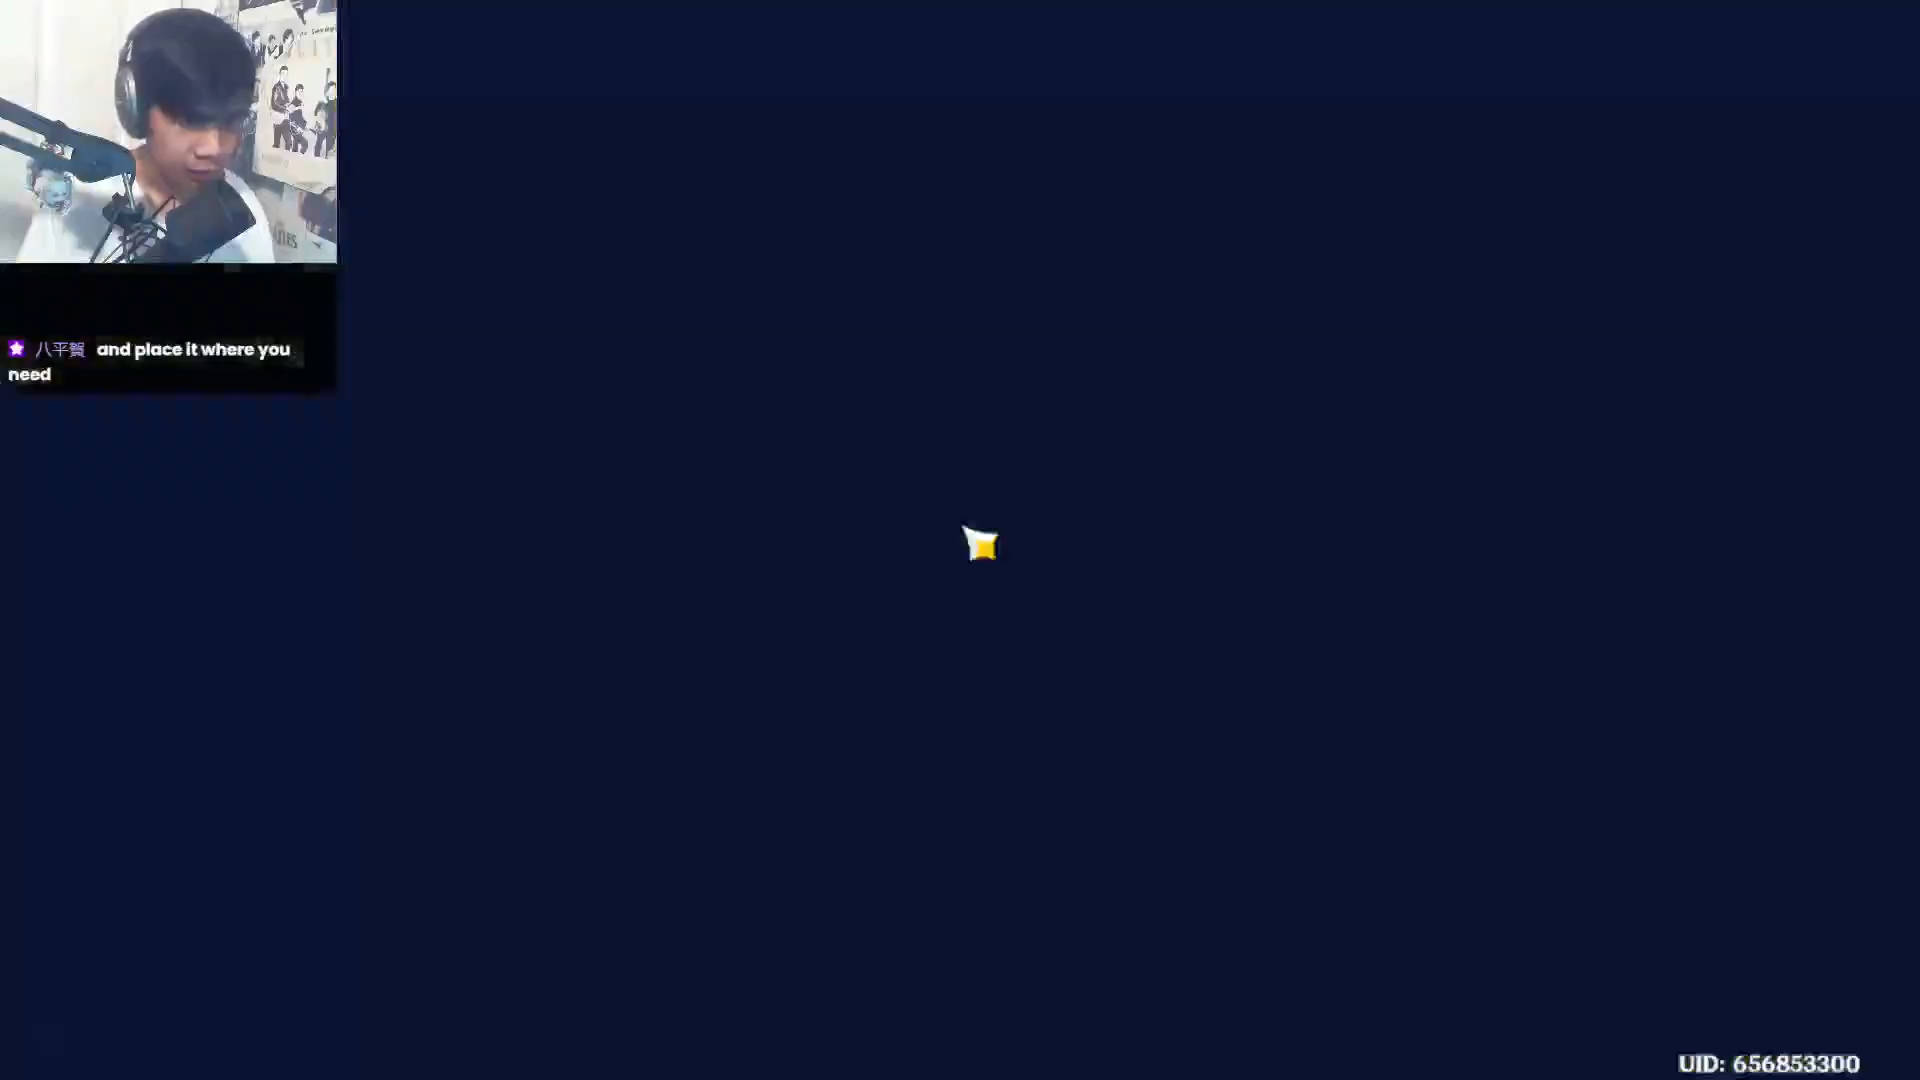 八平賀 and place it where you
need
UID: 656853300